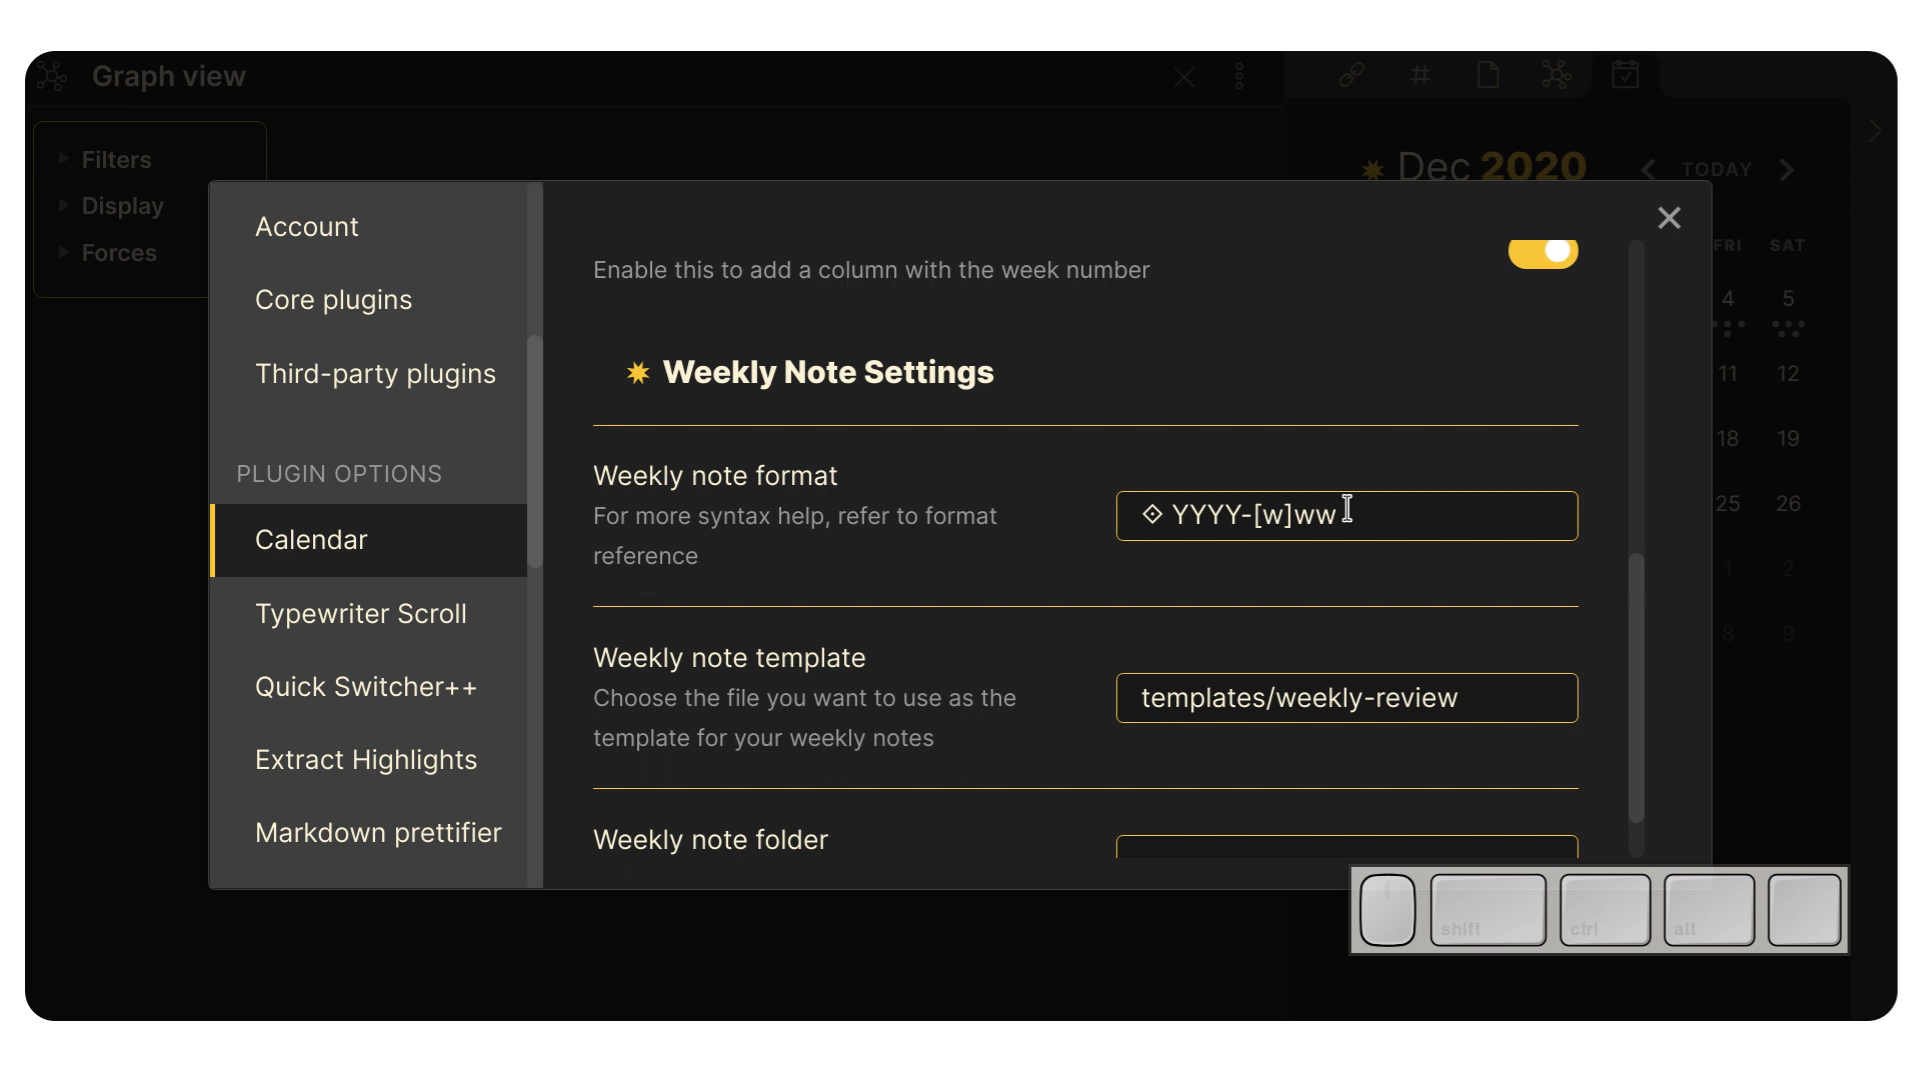 Graph view
Filters
Display
Forces
Dec 2020
TODAY
FRI SAT
4 5
11 12
18 19
25 26
1 2
8 9
Account
Core plugins
Third-party plugins
PLUGIN OPTIONS
Calendar
Typewriter Scroll
Quick Switcher++
Extract Highlights
Markdown prettifier
Enable this to add a column with the week number
Weekly Note Settings
Weekly note format
For more syntax help, refer to format
reference
⟐ YYYY-[w]ww
Weekly note template
Choose the file you want to use as the
template for your weekly notes
templates/weekly-review
Weekly note folder
shift ctrl alt